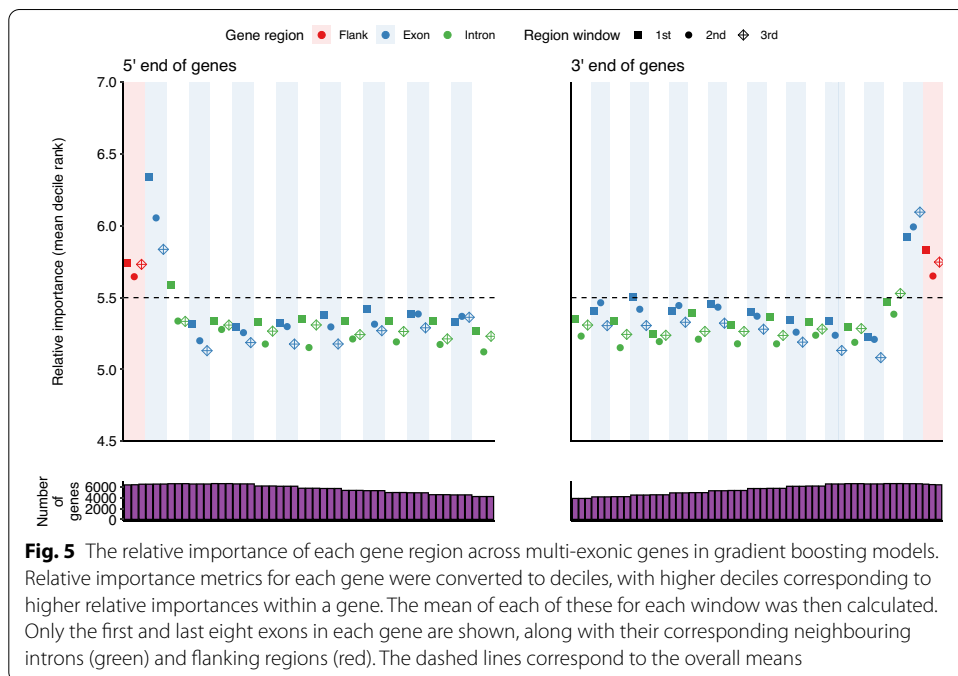 Gene region Flank Exon Intron Region window 1st 2nd 3rd
5' end of genes
3' end of genes
Relative importance (mean decile rank)
7.0
6.5
6.0
5.5
5.0
4.5
Number
of
genes
6000
4000
2000
0
Fig. 5 The relative importance of each gene region across multi-exonic genes in gradient boosting models.
Relative importance metrics for each gene were converted to deciles, with higher deciles corresponding to
higher relative importances within a gene. The mean of each of these for each window was then calculated.
Only the first and last eight exons in each gene are shown, along with their corresponding neighbouring
introns (green) and flanking regions (red). The dashed lines correspond to the overall means